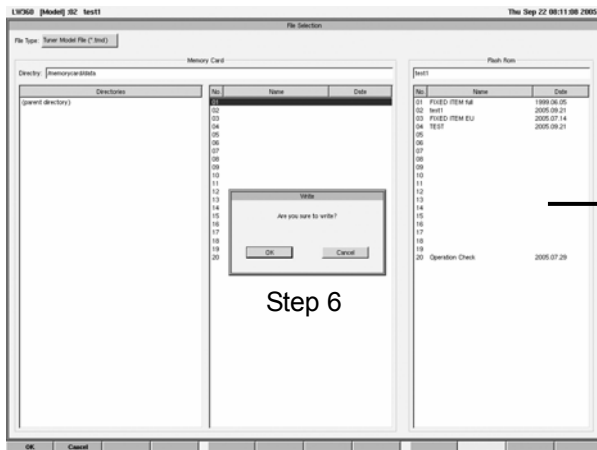 LW360 [Model] :02 test1 Thu Sep 22 08:11:08 2005
File Selection
File Type: Tuner Model File (*.tmd)
Memory Card
Directry: /memorycard/data
Directories
(parent directory)
No. Name Date
01
02
03
04
05
06
07
08
09
10
11
12
13
14
15
16
17
18
19
20
Write
Are you sure to write?
OK Cancel
Step 6
Flash Rom
test1
No. Name Date
01 FIXED ITEM full 1999.06.05
02 test1 2005.09.21
03 FIXED ITEM EU 2005.07.14
04 TEST 2005.09.21
05
06
07
08
09
10
11
12
13
14
15
16
17
18
19
20 Operation Check 2005.07.29
OK Cancel